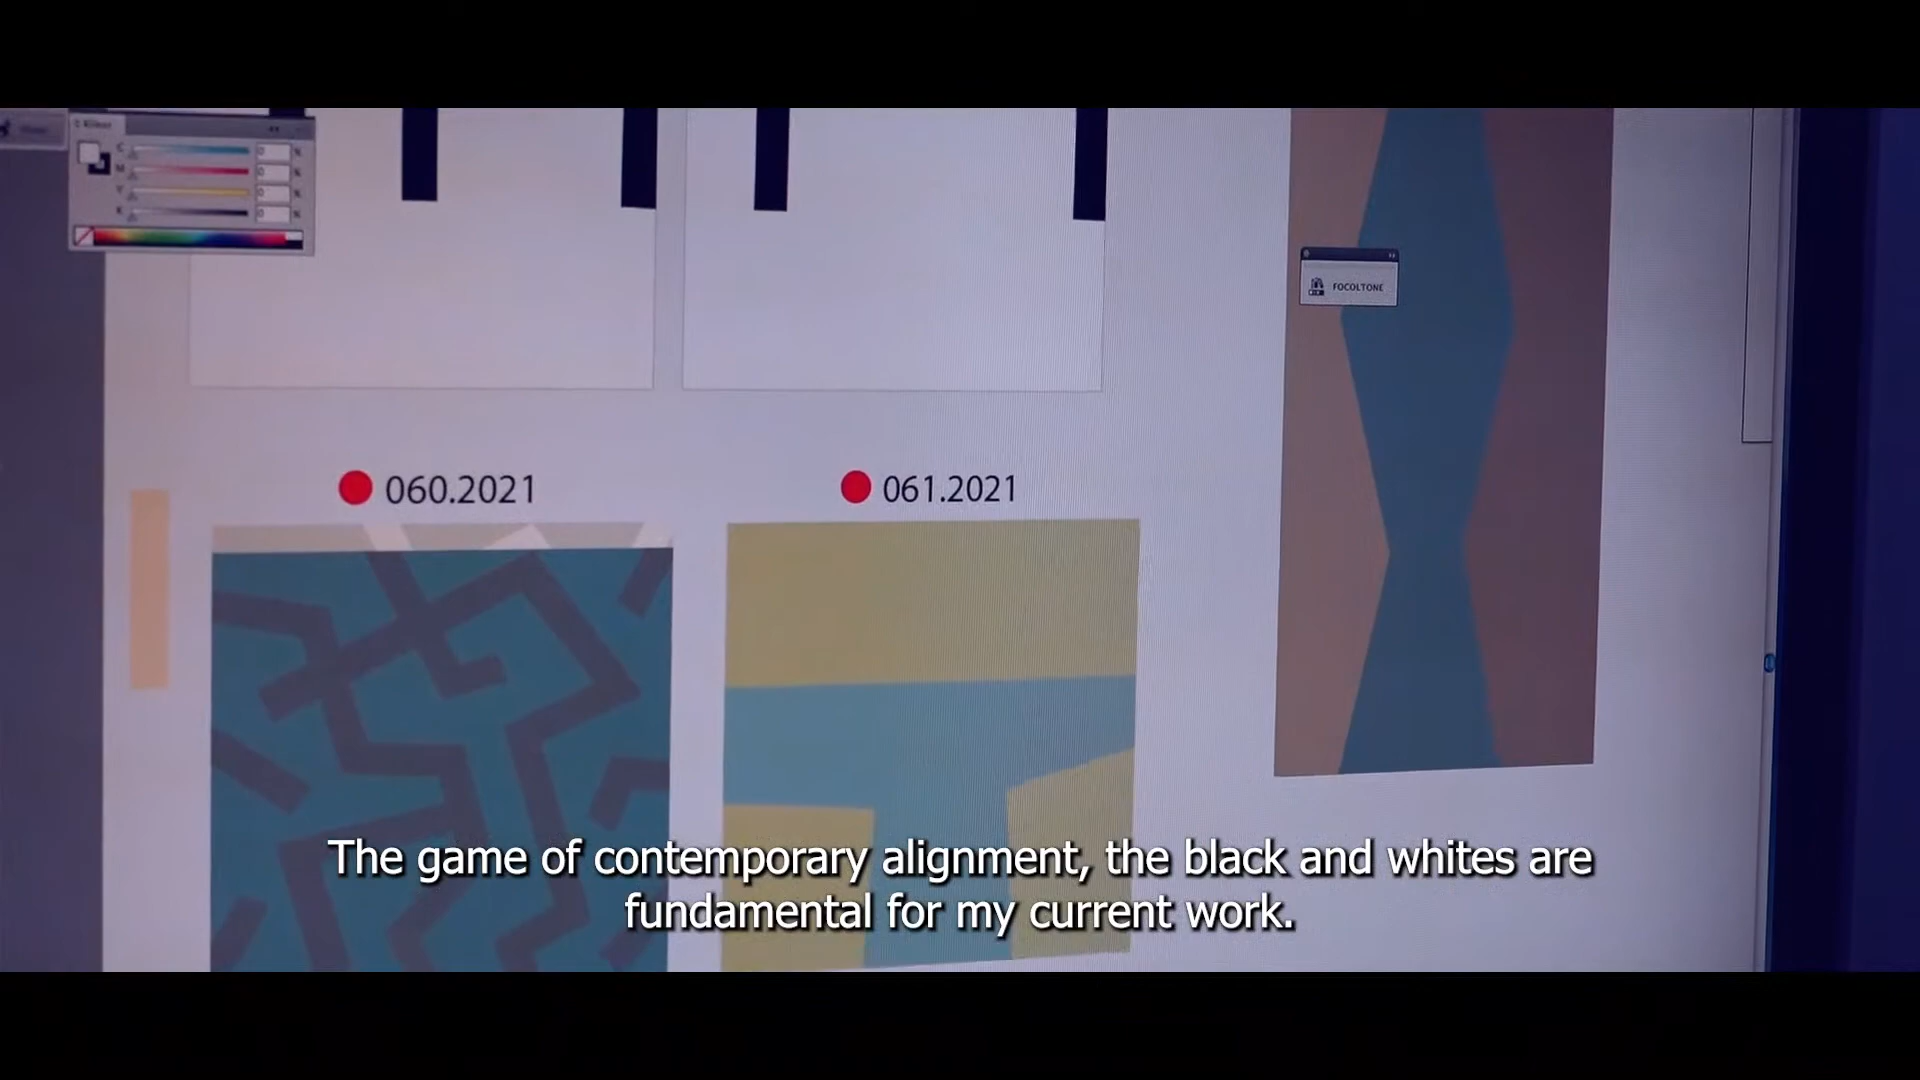 C
M
Y
K
FOCOLTONE
060.2021
061.2021
The game of contemporary alignment, the black and whites are
fundamental for my current work.